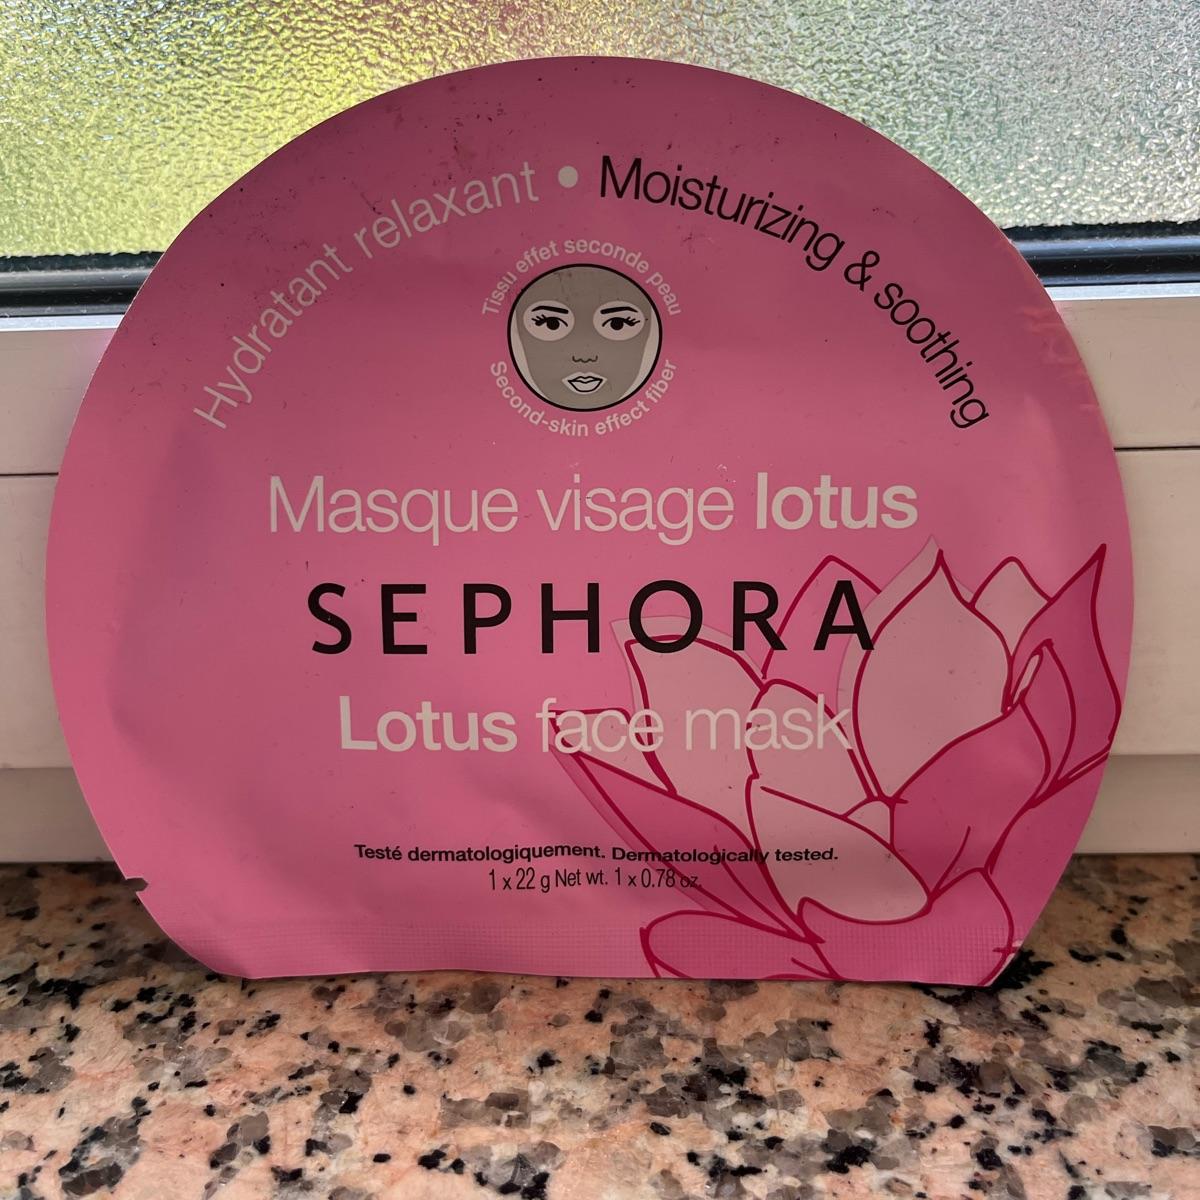 Hydratant relaxant • Moisturizing & soothing
Tissu effet seconde peau
Second-skin effect fiber
Masque visage lotus
SEPHORA
Lotus face mask
Testé dermatologiquement. Dermatologically tested.
1 x 22 g Net wt. 1 x 0.78 oz.